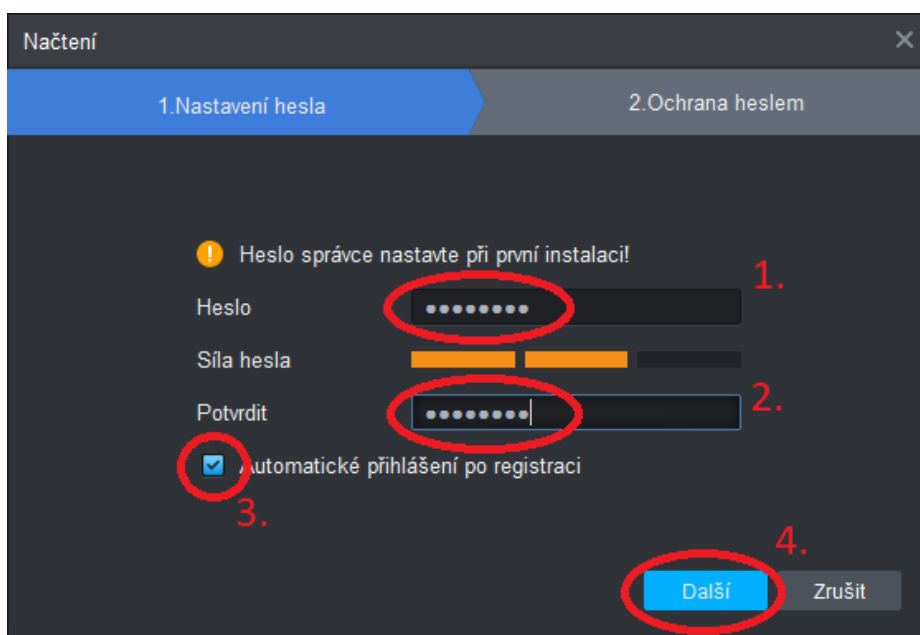 Načtení
1.Nastavení hesla
2.Ochrana heslem
Heslo správce nastavte při první instalaci!
1.
Heslo
Síla hesla
2.
Potvrdit
Automatické přihlášení po registraci
3.
4.
Další
Zrušit